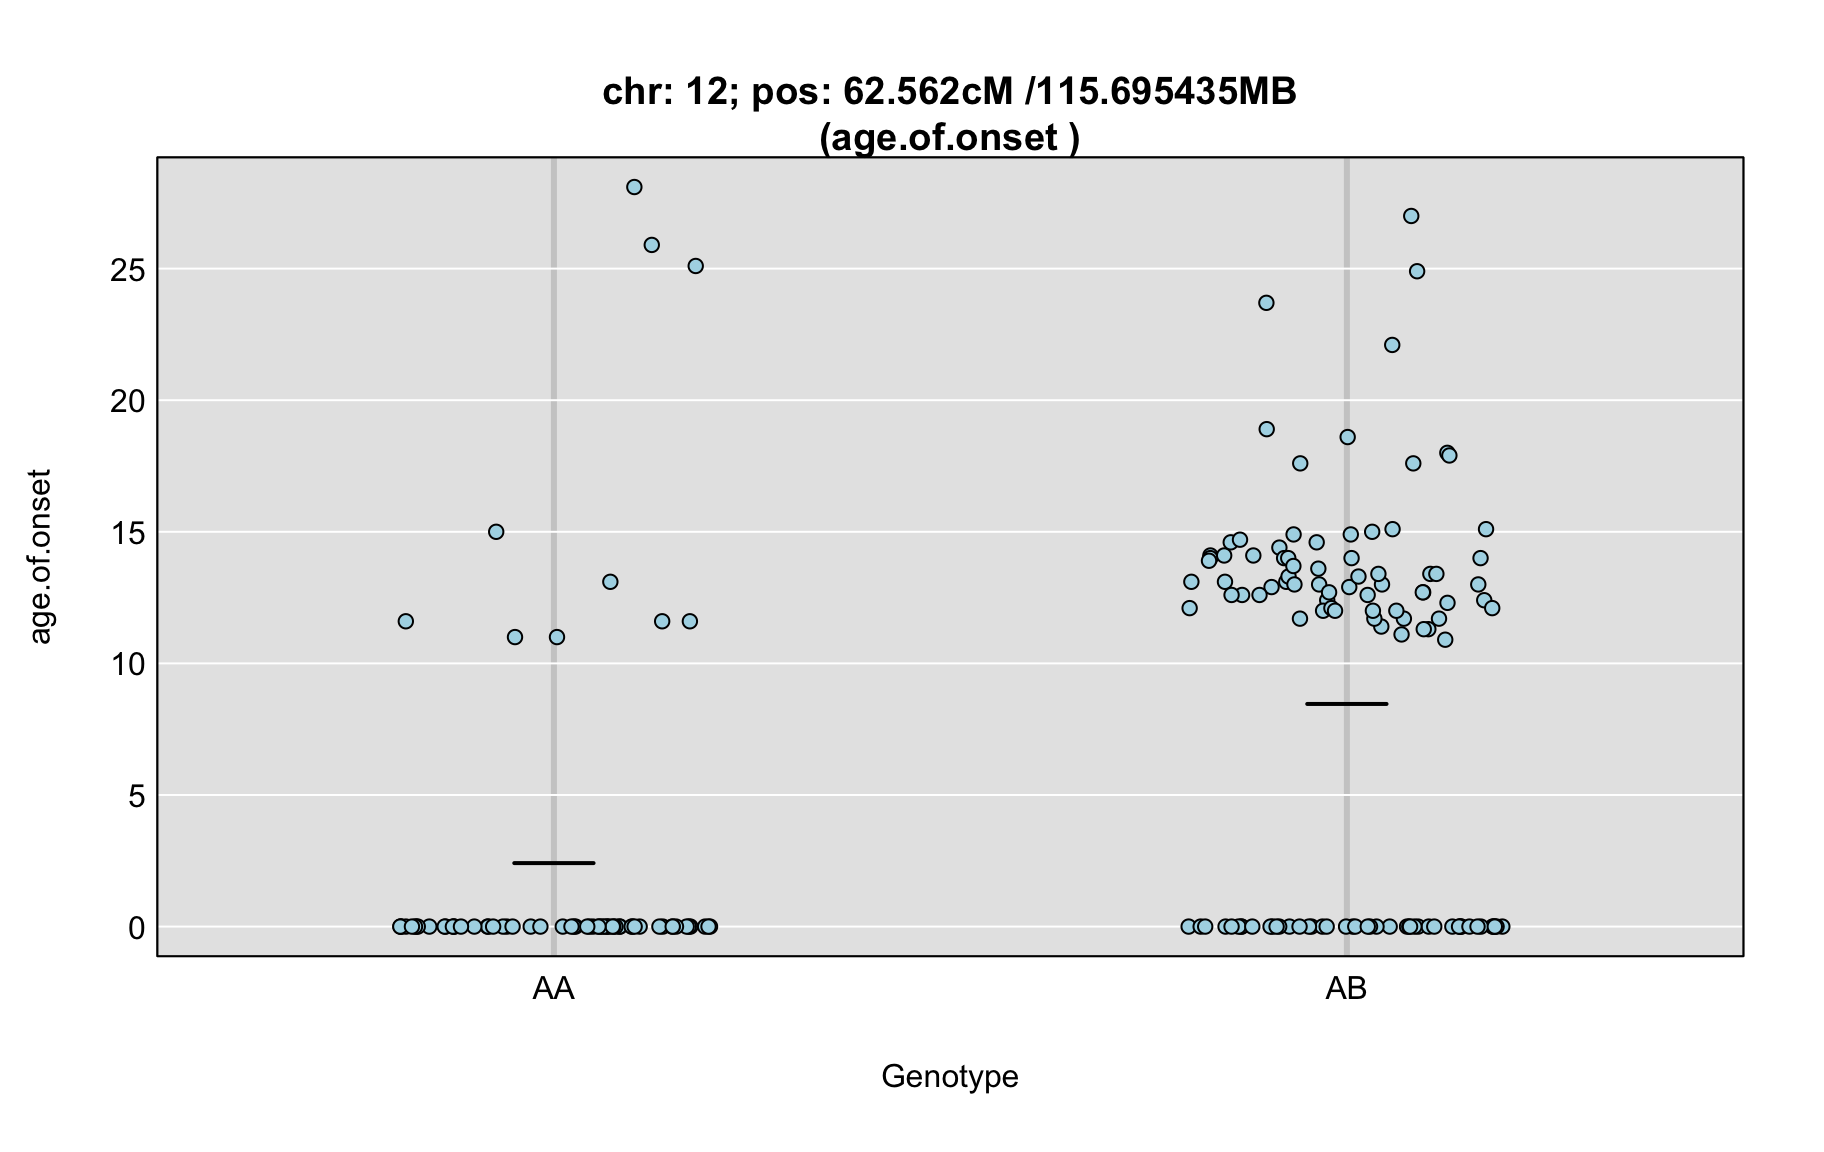 chr: 12; pos: 62.562cM /115.695435MB
(age.of.onset )
age.of.onset
25
20
15
10
5
0
AA AB
Genotype